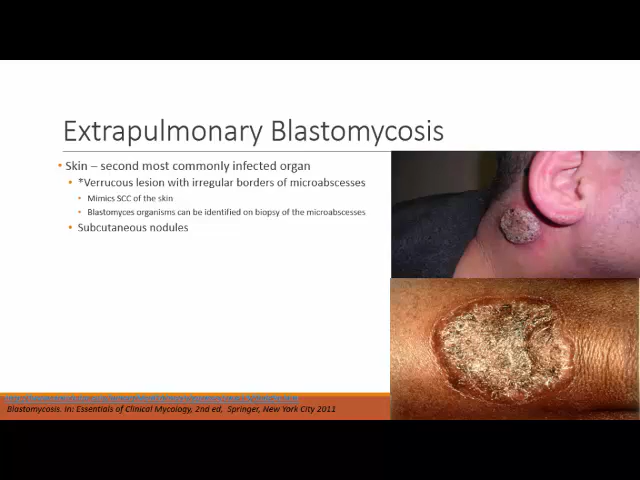 Extrapulmonary Blastomycosis
• Skin – second most commonly infected organ
• *Verrucous lesion with irregular borders of microabscesses
• Mimics SCC of the skin
• Blastomyces organisms can be identified on biopsy of the microabscesses
• Subcutaneous nodules
Blastomycosis. In: Essentials of Clinical Mycology, 2nd ed, Springer, New York City 2011